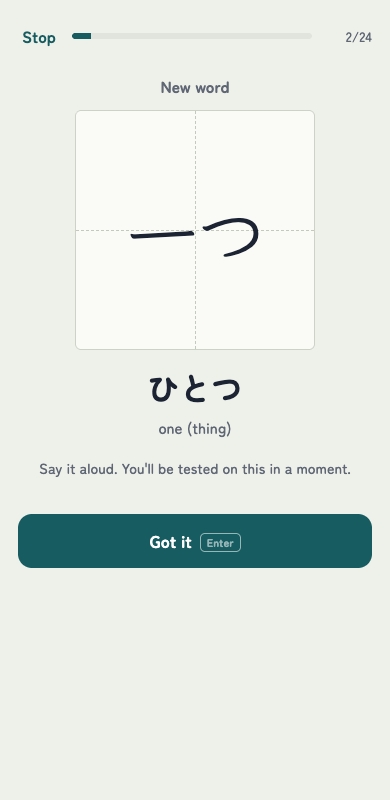 Stop
2/24
New word
一つ
ひとつ
one (thing)
Say it aloud. You'll be tested on this in a moment.
Got it Enter